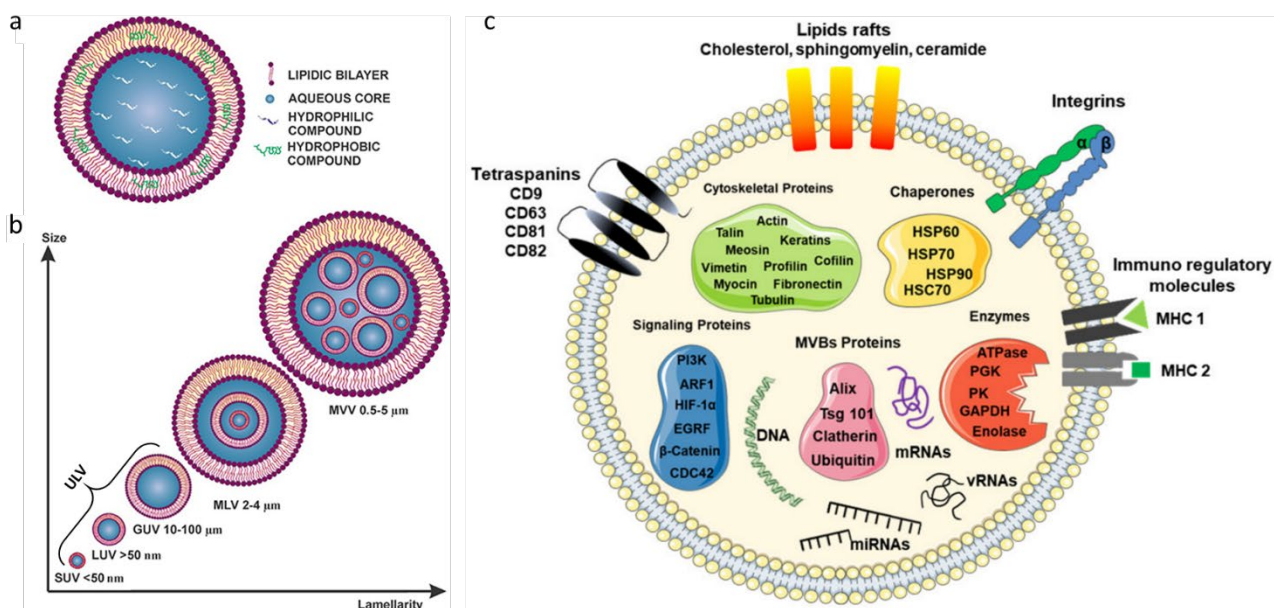 a
LIPIDIC BILAYER
AQUEOUS CORE
HYDROPHILIC
COMPOUND
HYDROPHOBIC
COMPOUND
b
Size
MVV 0.5-5 µm
MLV 2-4 µm
ULV
GUV 10-100 µm
LUV >50 nm
SUV <50 nm
Lamellarity
c
Lipids rafts
Cholesterol, sphingomyelin, ceramide
Integrins
α
β
Tetraspanins
CD9
CD63
CD81
CD82
Cytoskeletal Proteins
Actin
Talin
Keratins
Meosin
Cofilin
Vimetin
Profilin
Myocin
Fibronectin
Tubulin
Chaperones
HSP60
HSP70
HSP90
HSC70
Immuno regulatory
molecules
MHC 1
MHC 2
Signaling Proteins
PI3K
ARF1
HIF-1α
EGRF
β-Catenin
CDC42
DNA
MVBs Proteins
Alix
Tsg 101
Clatherin
Ubiquitin
mRNAs
Enzymes
ATPase
PGK
PK
GAPDH
Enolase
vRNAs
miRNAs